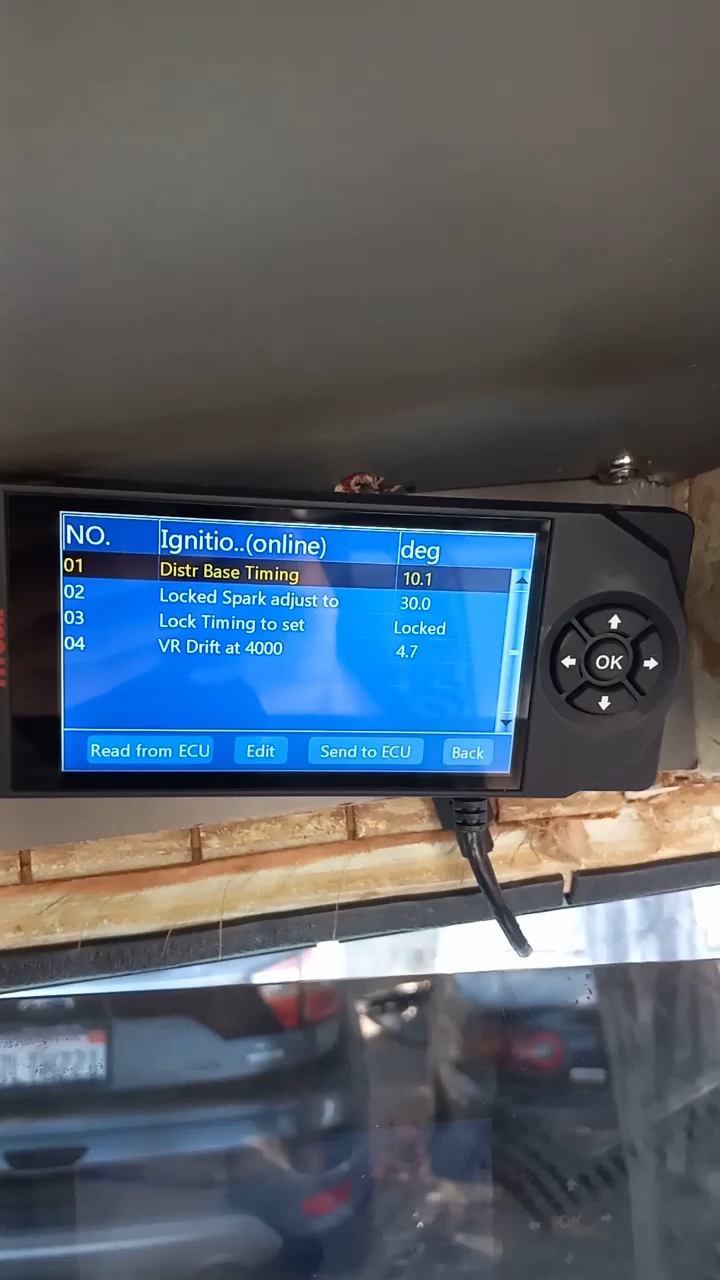 NO. Ignitio..(online) deg
01 Distr Base Timing 10.1
02 Locked Spark adjust to 30.0
03 Lock Timing to set Locked
04 VR Drift at 4000 4.7
Read from ECU Edit Send to ECU Back
OK